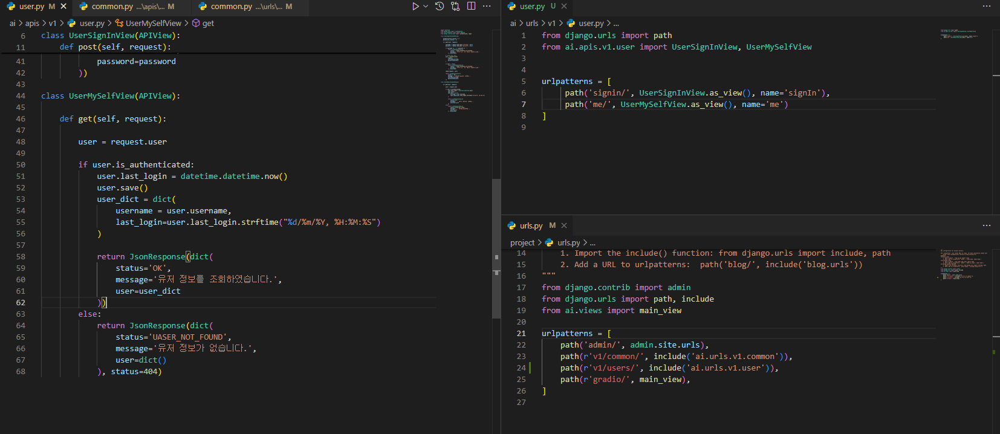 user.py M
common.py ...\apis\... M
common.py ...\urls\... M
ai > apis > v1 > user.py > UserMySelfView > get
6 class UserSignInView(APIView):
11 def post(self, request):
41 password=password
42 ))
43
44 class UserMySelfView(APIView):
45
46 def get(self, request):
47
48 user = request.user
49
50 if user.is_authenticated:
51 user.last_login = datetime.datetime.now()
52 user.save()
53 user_dict = dict(
54 username = user.username,
55 last_login=user.last_login.strftime("%d/%m/%Y, %H:%M:%S")
56 )
57
58 return JsonResponse(dict(
59 status='OK',
60 message='유저 정보를 조회하였습니다.',
61 user=user_dict
62 ))
63 else:
64 return JsonResponse(dict(
65 status='UASER_NOT_FOUND',
66 message='유저 정보가 없습니다.',
67 user=dict()
68 ), status=404)
user.py U
ai > urls > v1 > user.py > ...
1 from django.urls import path
2 from ai.apis.v1.user import UserSignInView, UserMySelfView
3
4
5 urlpatterns = [
6 path('signin/', UserSignInView.as_view(), name='signIn'),
7 path('me/', UserMySelfView.as_view(), name='me')
8 ]
9
urls.py M
project > urls.py > ...
14 1. Import the include() function: from django.urls import include, path
15 2. Add a URL to urlpatterns: path('blog/', include('blog.urls'))
16 """
17 from django.contrib import admin
18 from django.urls import path, include
19 from ai.views import main_view
20
21 urlpatterns = [
22 path('admin/', admin.site.urls),
23 path(r'v1/common/', include('ai.urls.v1.common')),
24 path(r'v1/users/', include('ai.urls.v1.user')),
25 path(r'gradio/', main_view),
26 ]
27